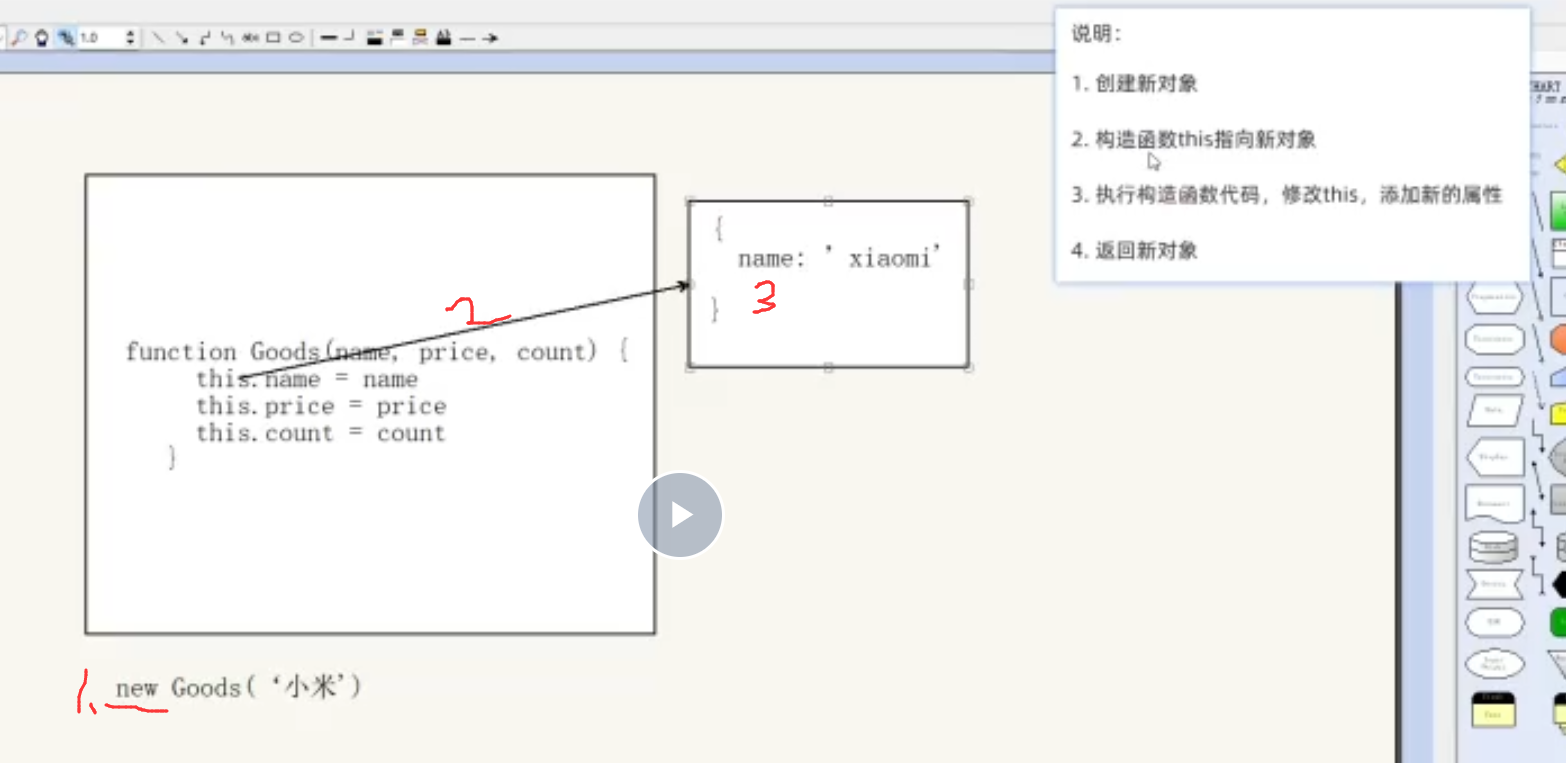 1.0
abc
说明：
1. 创建新对象
2. 构造函数this指向新对象
3. 执行构造函数代码，修改this，添加新的属性
4. 返回新对象
{
name: ’xiaomi’
}
3
2
function Goods(name, price, count) {
this.name = name
this.price = price
this.count = count
}
1. new Goods( ‘小米’)